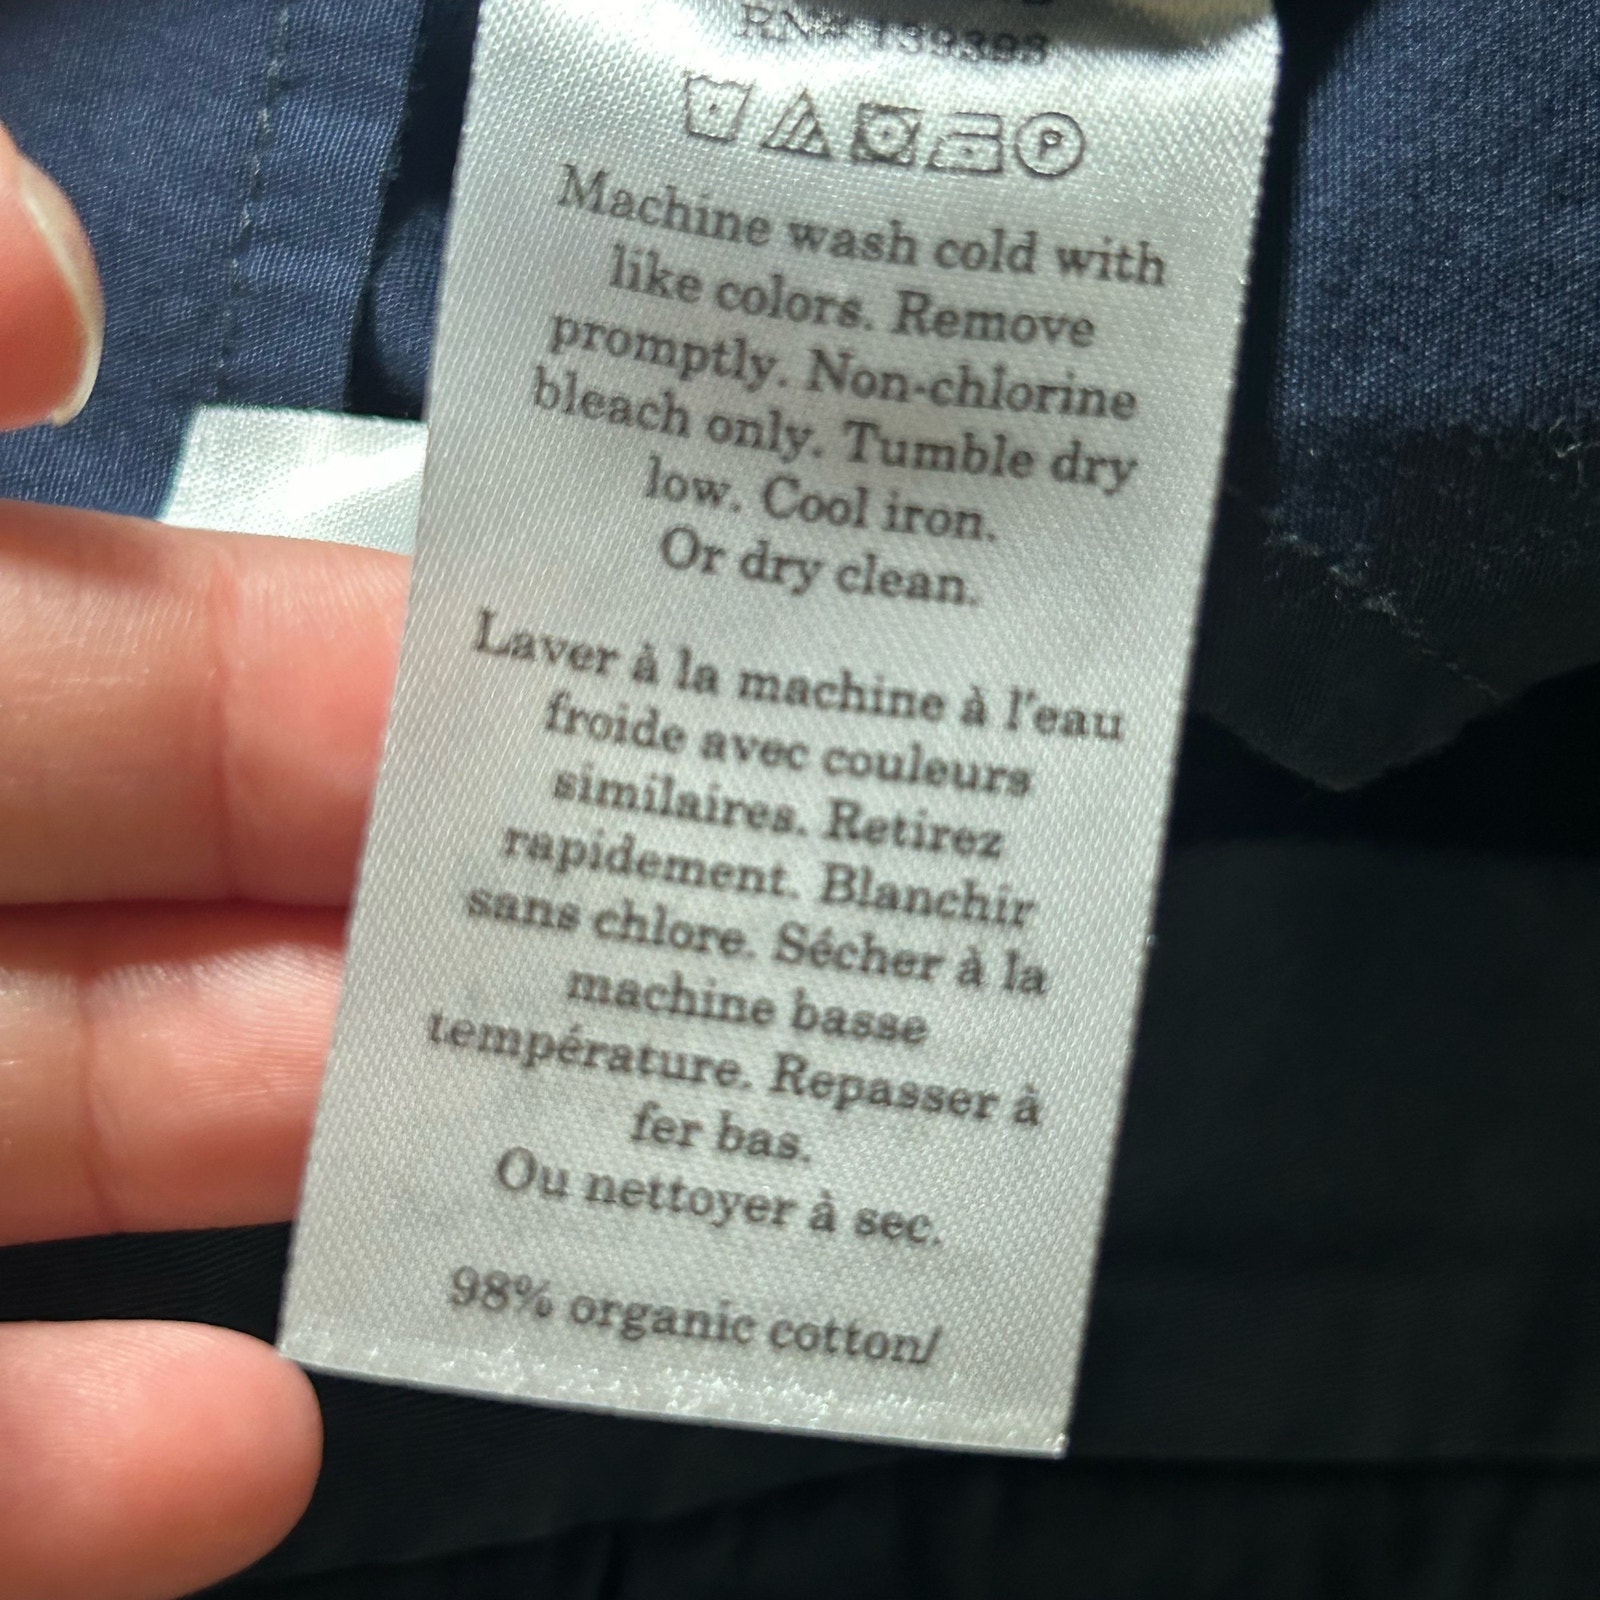 RN# 139393
P
Machine wash cold with
like colors. Remove
promptly. Non-chlorine
bleach only. Tumble dry
low. Cool iron.
Or dry clean.
Laver à la machine à l'eau
froide avec couleurs
similaires. Retirez
rapidement. Blanchir
sans chlore. Sécher à la
machine basse
température. Repasser à
fer bas.
Ou nettoyer à sec.
98% organic cotton/